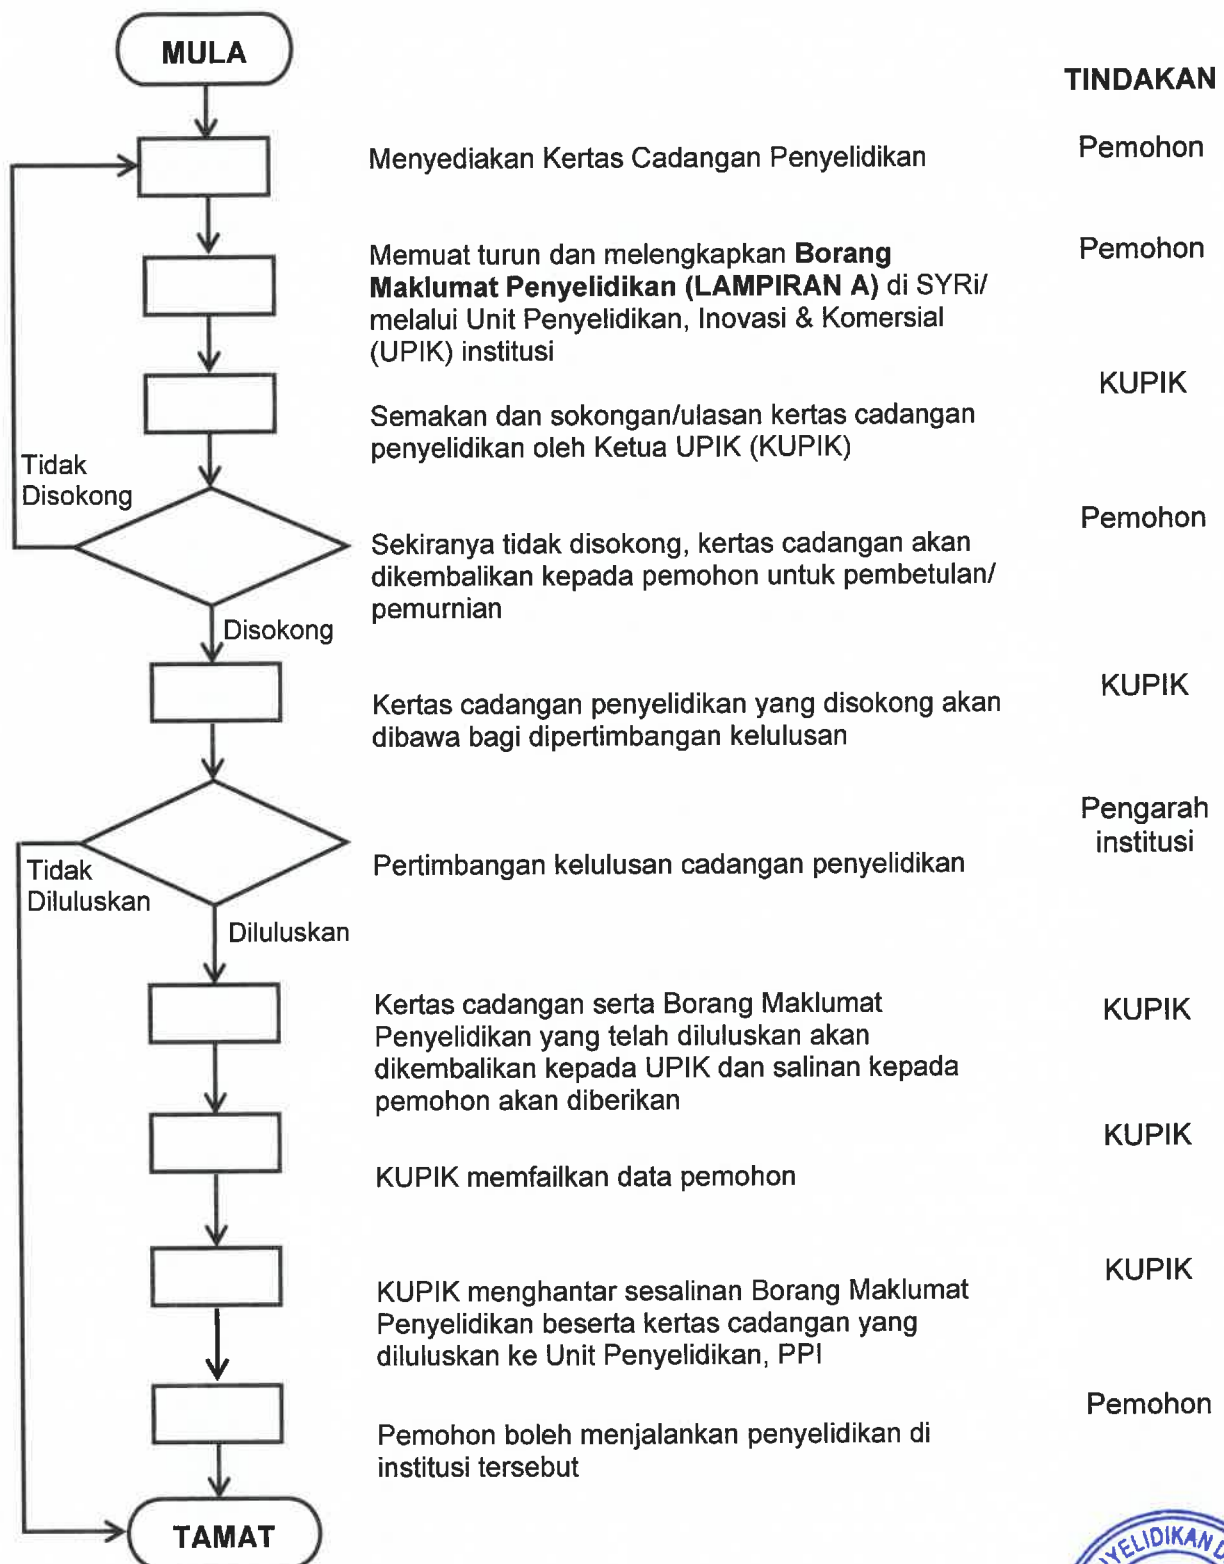 MULA
TINDAKAN
Menyediakan Kertas Cadangan Penyelidikan
Pemohon
Memuat turun dan melengkapkan Borang
Maklumat Penyelidikan (LAMPIRAN A) di SYRi/
melalui Unit Penyelidikan, Inovasi & Komersial
(UPIK) institusi
Pemohon
Semakan dan sokongan/ulasan kertas cadangan
penyelidikan oleh Ketua UPIK (KUPIK)
KUPIK
Tidak
Disokong
Sekiranya tidak disokong, kertas cadangan akan
dikembalikan kepada pemohon untuk pembetulan/
pemurnian
Pemohon
Disokong
Kertas cadangan penyelidikan yang disokong akan
dibawa bagi dipertimbangan kelulusan
KUPIK
Tidak
Diluluskan
Pertimbangan kelulusan cadangan penyelidikan
Pengarah
institusi
Diluluskan
Kertas cadangan serta Borang Maklumat
Penyelidikan yang telah diluluskan akan
dikembalikan kepada UPIK dan salinan kepada
pemohon akan diberikan
KUPIK
KUPIK memfailkan data pemohon
KUPIK
KUPIK menghantar sesalinan Borang Maklumat
Penyelidikan beserta kertas cadangan yang
diluluskan ke Unit Penyelidikan, PPI
KUPIK
Pemohon boleh menjalankan penyelidikan di
institusi tersebut
Pemohon
TAMAT